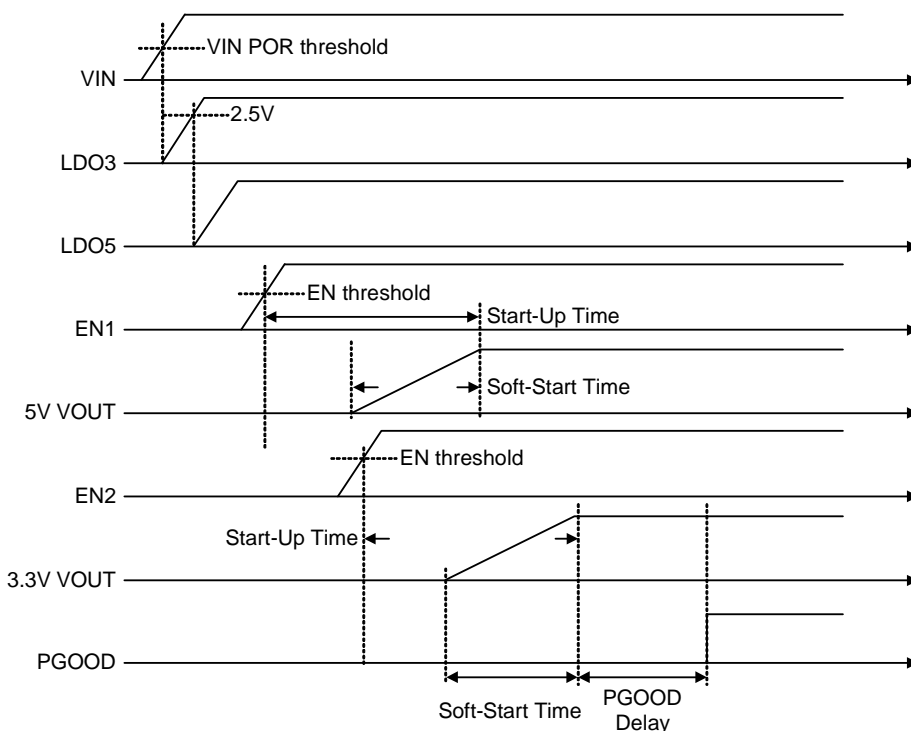 VIN POR threshold
VIN
2.5V
LDO3
LDO5
EN threshold
Start-Up Time
EN1
Soft-Start Time
5V VOUT
EN threshold
EN2
Start-Up Time
3.3V VOUT
PGOOD
Soft-Start Time
PGOOD
Delay